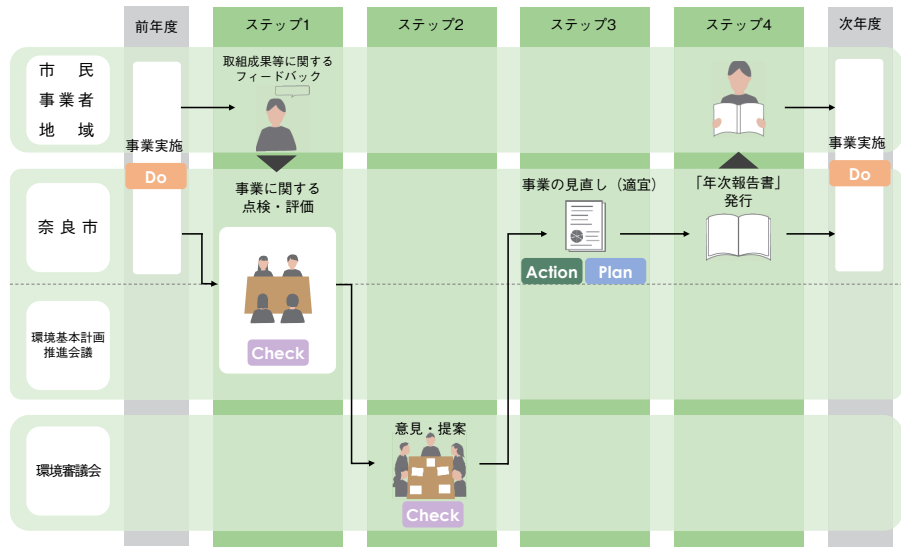 前年度
ステップ1
ステップ2
ステップ3
ステップ4
次年度
市　民
事業者
地　域
取組成果等に関する
フィードバック
事業実施
Do
事業実施
Do
奈良市
事業に関する
点検・評価
事業の見直し（適宜）
「年次報告書」
発行
Action
Plan
環境基本計画
推進会議
Check
環境審議会
意見・提案
Check